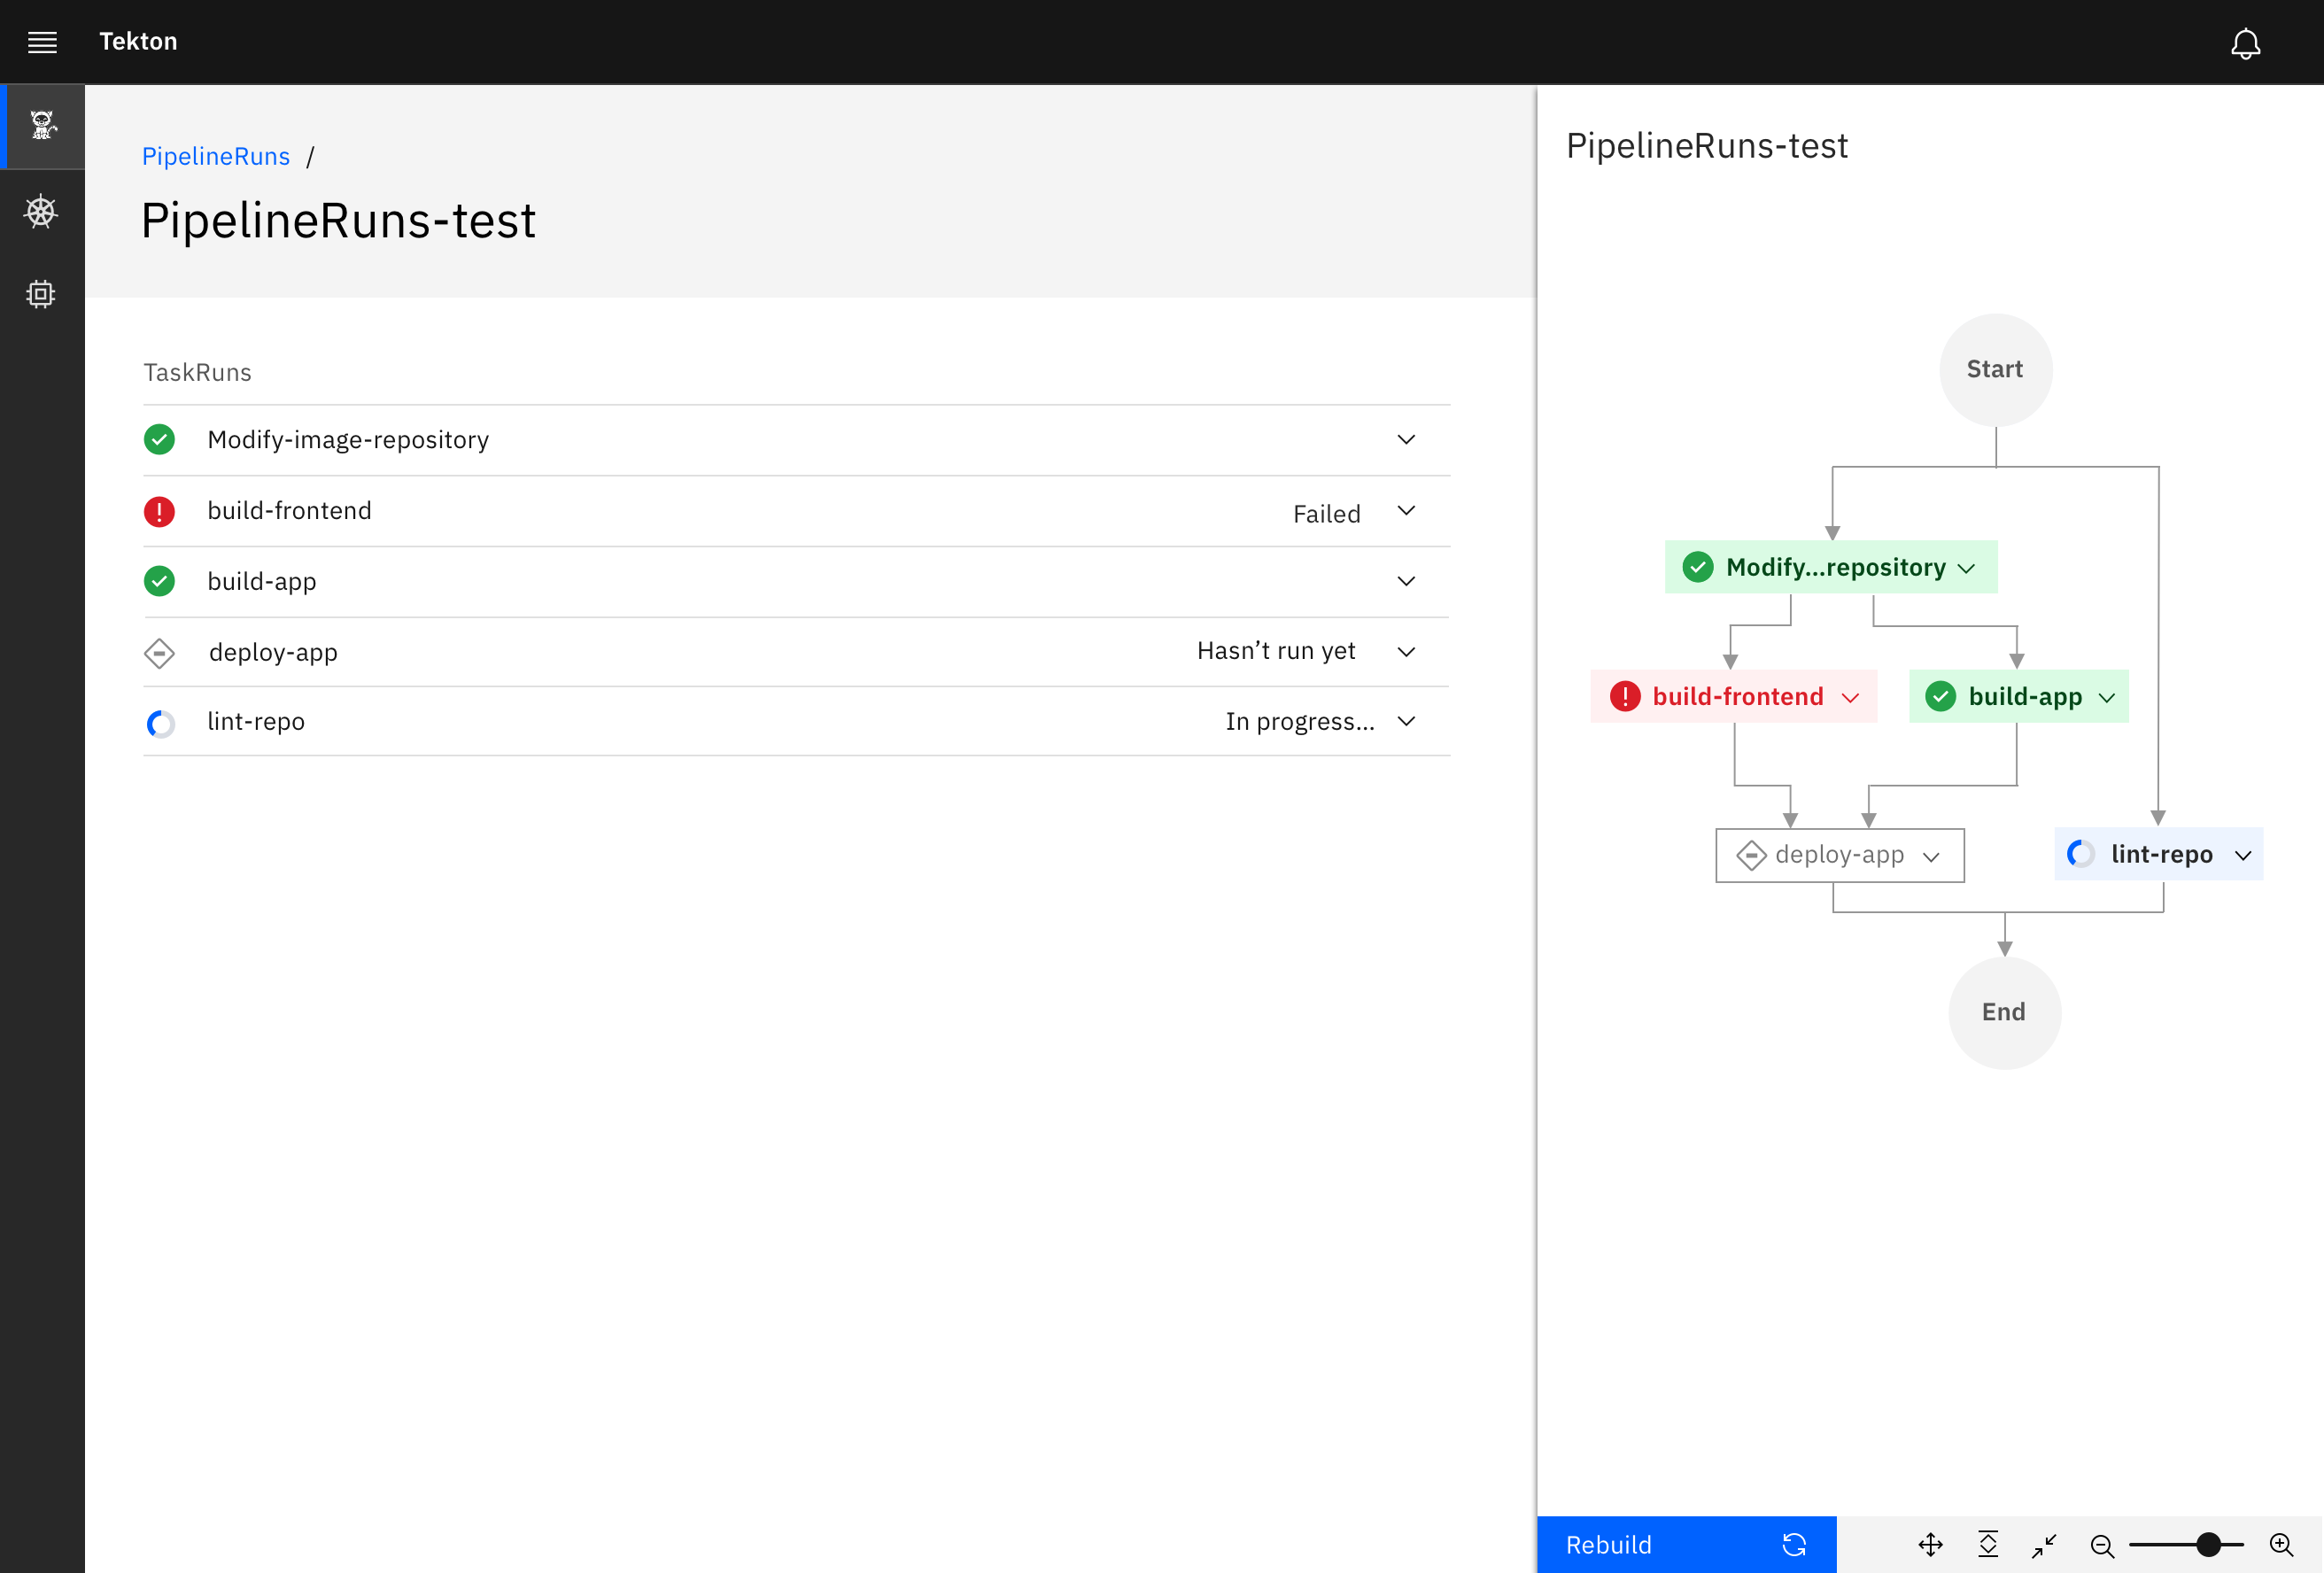 Tekton
PipelineRuns /
PipelineRuns-test
TaskRuns
Modify-image-repository
build-frontend Failed
build-app
deploy-app Hasn’t run yet
lint-repo In progress...
PipelineRuns-test
Start
Modify...repository
build-frontend build-app
deploy-app lint-repo
End
Rebuild